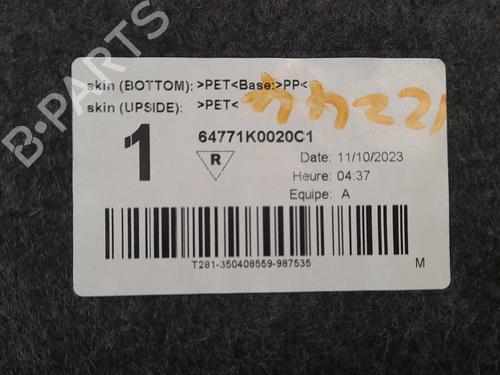 skin (BOTTOM): >PET<Base:>PP<
skin (UPSIDE): >PET<
1
64771K0020C1
R
Date: 11/10/2023
Heure: 04:37
Equipe: A
T281-350408559-987535
M
B-PARTS